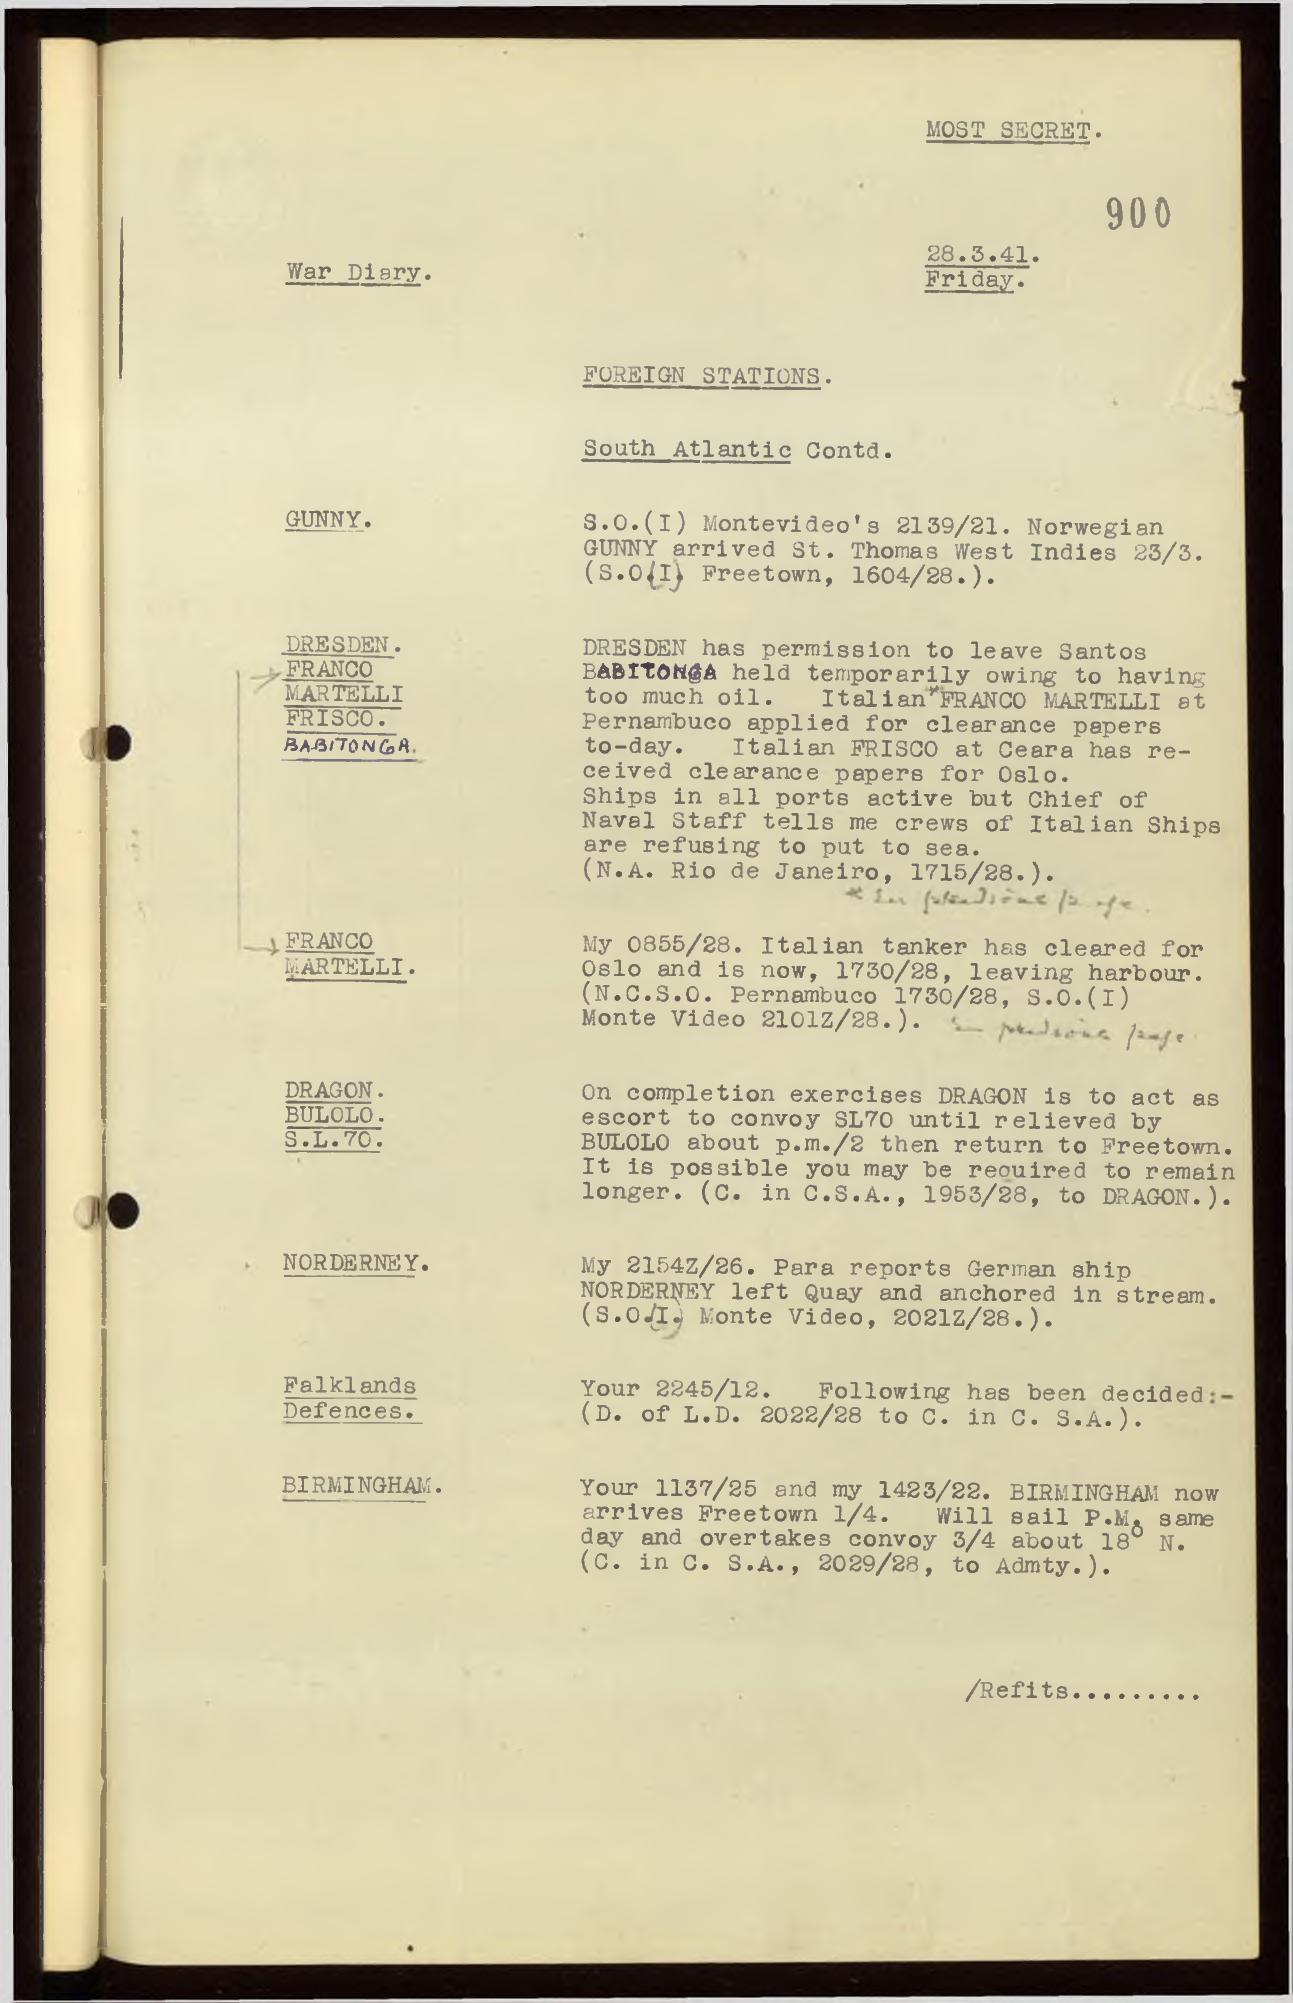 MOST SECRET.
900
28.3.41.
Friday.
War Diary.
FOREIGN STATIONS.
South Atlantic Contd.
GUNNY.
S.O.(I) Montevideo's 2139/21. Norwegian
GUNNY arrived St. Thomas West Indies 23/3.
(S.O(I) Freetown, 1604/28.).
DRESDEN.
FRANCO
MARTELLI
FRISCO.
BABITONGA.
DRESDEN has permission to leave Santos
BABITONGA held temporarily owing to having
too much oil. Italian *FRANCO MARTELLI at
Pernambuco applied for clearance papers
to-day. Italian FRISCO at Ceara has re-
ceived clearance papers for Oslo.
Ships in all ports active but Chief of
Naval Staff tells me crews of Italian Ships
are refusing to put to sea.
(N.A. Rio de Janeiro, 1715/28.).
* See previous page.
FRANCO
MARTELLI.
My 0855/28. Italian tanker has cleared for
Oslo and is now, 1730/28, leaving harbour.
(N.C.S.O. Pernambuco 1730/28, S.O.(I)
Monte Video 2101Z/28.).
previous page
DRAGON.
BULOLO.
S.L.70.
On completion exercises DRAGON is to act as
escort to convoy SL70 until relieved by
BULOLO about p.m./2 then return to Freetown.
It is possible you may be required to remain
longer. (C. in C.S.A., 1953/28, to DRAGON.).
NORDERNEY.
My 2154Z/26. Para reports German ship
NORDERNEY left Quay and anchored in stream.
(S.O.(I.) Monte Video, 2021Z/28.).
Falklands
Defences.
Your 2245/12. Following has been decided:-
(D. of L.D. 2022/28 to C. in C. S.A.).
BIRMINGHAM.
Your 1137/25 and my 1423/22. BIRMINGHAM now
arrives Freetown 1/4. Will sail P.M. same
day and overtakes convoy 3/4 about 18° N.
(C. in C. S.A., 2029/28, to Admty.).
/Refits.........